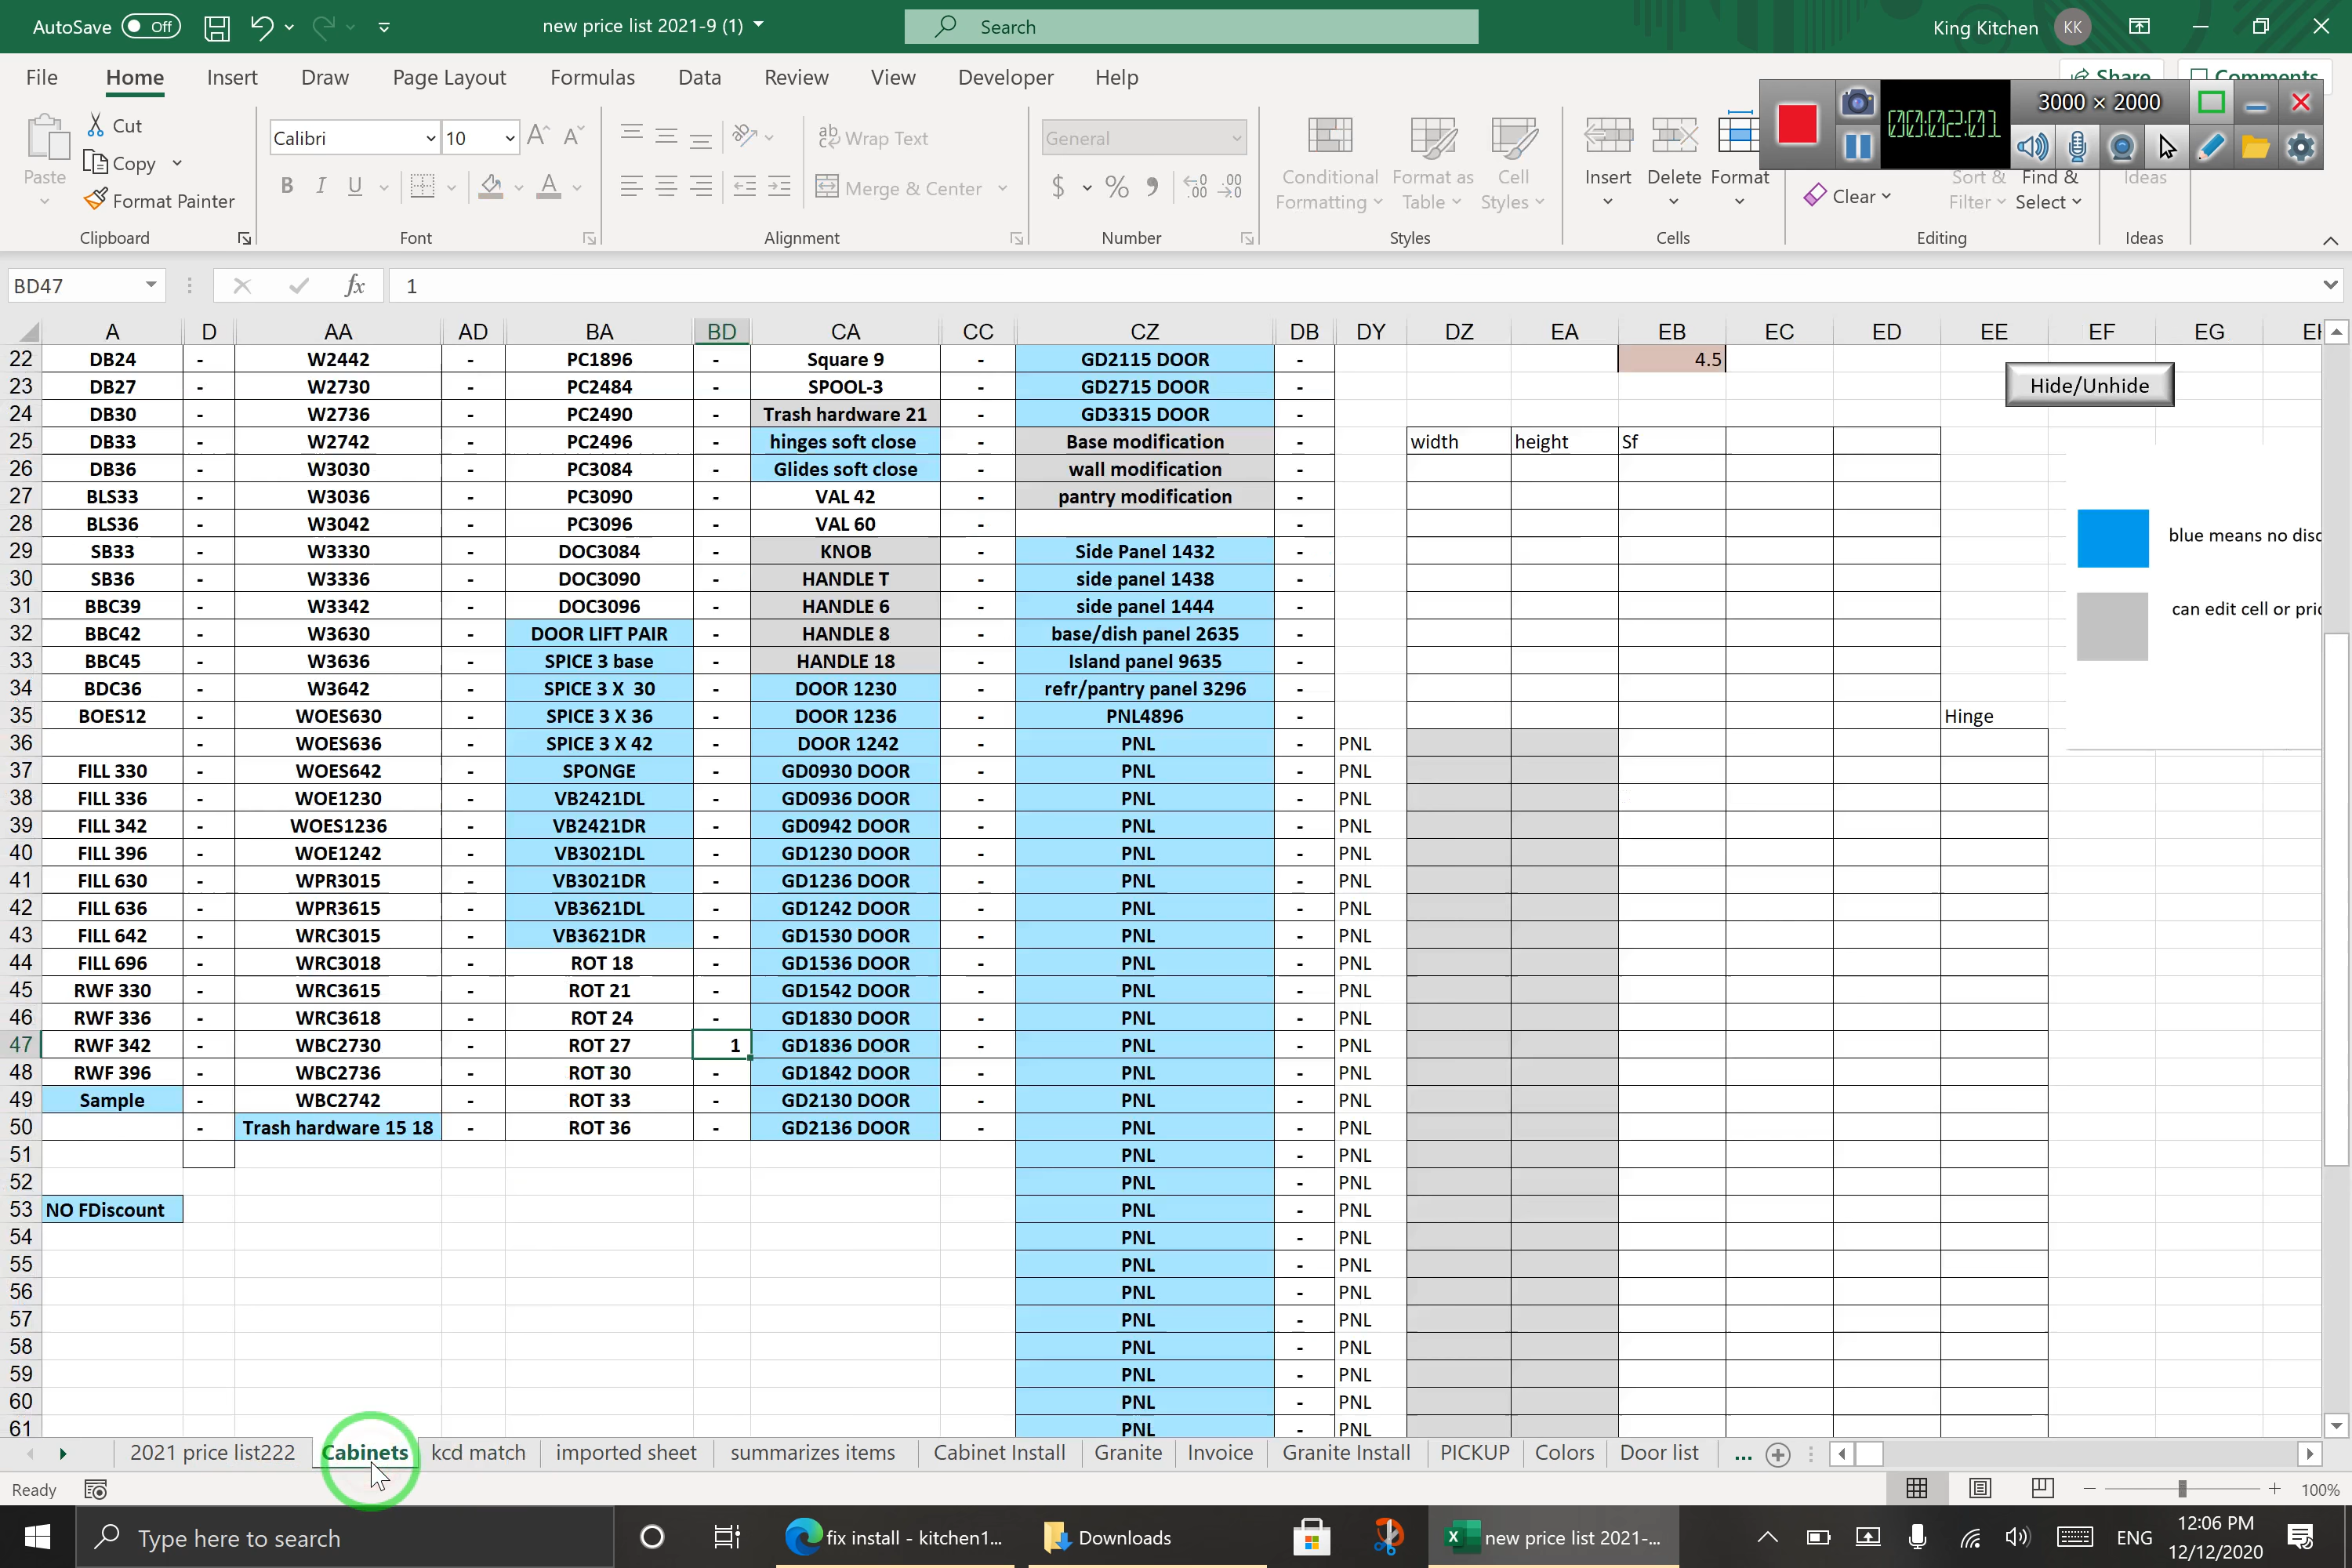 AutoSave Off new price list 2021-9 (1) Search King Kitchen KK
File Home Insert Draw Page Layout Formulas Data Review View Developer Help Share Comments
00:02:01 3000 × 2000
Paste Cut Copy Format Painter Clipboard
Calibri 10 B I U A Font
ab Wrap Text Merge & Center Alignment
General $ % Number
Conditional Formatting Format as Table Cell Styles Styles
Insert Delete Format Cells
Clear Sort & Filter Find & Select Editing
Ideas Ideas
BD47 fx 1
A D AA AD BA BD CA CC CZ DB DY DZ EA EB EC ED EE EF EG
22 DB24 - W2442 - PC1896 - Square 9 - GD2115 DOOR - 4.5
23 DB27 - W2730 - PC2484 - SPOOL-3 - GD2715 DOOR - Hide/Unhide
24 DB30 - W2736 - PC2490 - Trash hardware 21 - GD3315 DOOR -
25 DB33 - W2742 - PC2496 - hinges soft close - Base modification - width height Sf
26 DB36 - W3030 - PC3084 - Glides soft close - wall modification -
27 BLS33 - W3036 - PC3090 - VAL 42 - pantry modification -
28 BLS36 - W3042 - PC3096 - VAL 60 - -
29 SB33 - W3330 - DOC3084 - KNOB - Side Panel 1432 - blue means no disc
30 SB36 - W3336 - DOC3090 - HANDLE T - side panel 1438 -
31 BBC39 - W3342 - DOC3096 - HANDLE 6 - side panel 1444 - can edit cell or pric
32 BBC42 - W3630 - DOOR LIFT PAIR - HANDLE 8 - base/dish panel 2635 -
33 BBC45 - W3636 - SPICE 3 base - HANDLE 18 - Island panel 9635 -
34 BDC36 - W3642 - SPICE 3 X 30 - DOOR 1230 - refr/pantry panel 3296 -
35 BOES12 - WOES630 - SPICE 3 X 36 - DOOR 1236 - PNL4896 - Hinge
36 - WOES636 - SPICE 3 X 42 - DOOR 1242 - PNL - PNL
37 FILL 330 - WOES642 - SPONGE - GD0930 DOOR - PNL - PNL
38 FILL 336 - WOE1230 - VB2421DL - GD0936 DOOR - PNL - PNL
39 FILL 342 - WOES1236 - VB2421DR - GD0942 DOOR - PNL - PNL
40 FILL 396 - WOE1242 - VB3021DL - GD1230 DOOR - PNL - PNL
41 FILL 630 - WPR3015 - VB3021DR - GD1236 DOOR - PNL - PNL
42 FILL 636 - WPR3615 - VB3621DL - GD1242 DOOR - PNL - PNL
43 FILL 642 - WRC3015 - VB3621DR - GD1530 DOOR - PNL - PNL
44 FILL 696 - WRC3018 - ROT 18 - GD1536 DOOR - PNL - PNL
45 RWF 330 - WRC3615 - ROT 21 - GD1542 DOOR - PNL - PNL
46 RWF 336 - WRC3618 - ROT 24 - GD1830 DOOR - PNL - PNL
47 RWF 342 - WBC2730 - ROT 27 1 GD1836 DOOR - PNL - PNL
48 RWF 396 - WBC2736 - ROT 30 - GD1842 DOOR - PNL - PNL
49 Sample - WBC2742 - ROT 33 - GD2130 DOOR - PNL - PNL
50 - Trash hardware 15 18 - ROT 36 - GD2136 DOOR - PNL - PNL
51 PNL - PNL
52 PNL - PNL
53 NO FDiscount PNL - PNL
54 PNL - PNL
55 PNL - PNL
56 PNL - PNL
57 PNL - PNL
58 PNL - PNL
59 PNL - PNL
60 PNL - PNL
61 PNL - PNL
2021 price list222 Cabinets kcd match imported sheet summarizes items Cabinet Install Granite Invoice Granite Install PICKUP Colors Door list ...
Ready 100%
Type here to search fix install - kitchen1... Downloads new price list 2021-... ENG 12:06 PM
12/12/2020